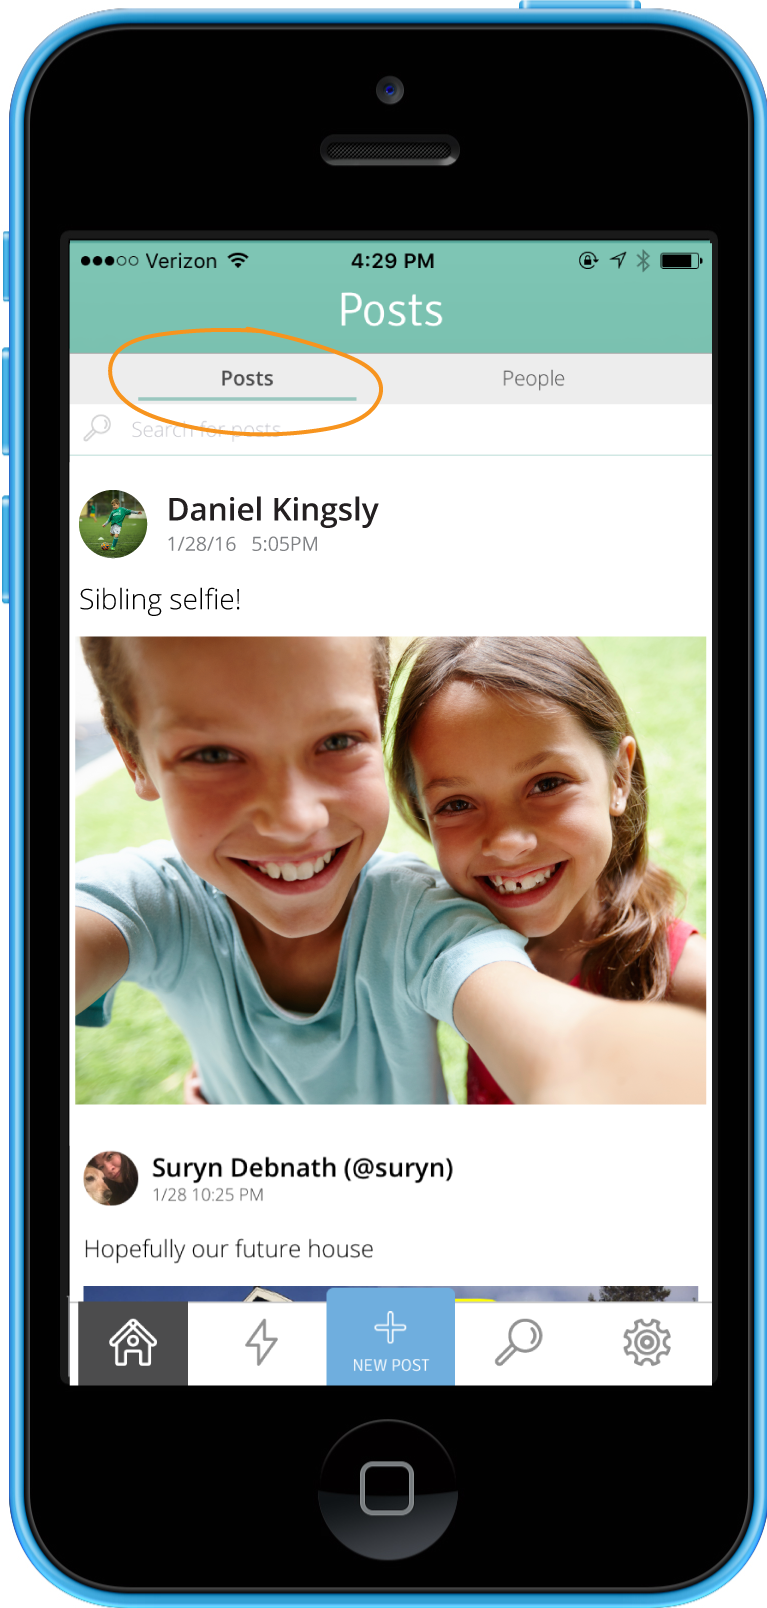 ●●●○○ Verizon 4:29 PM
Posts
Posts People
Search for posts
Daniel Kingsly
1/28/16 5:05PM
Sibling selfie!
Suryn Debnath (@suryn)
1/28 10:25 PM
Hopefully our future house
NEW POST